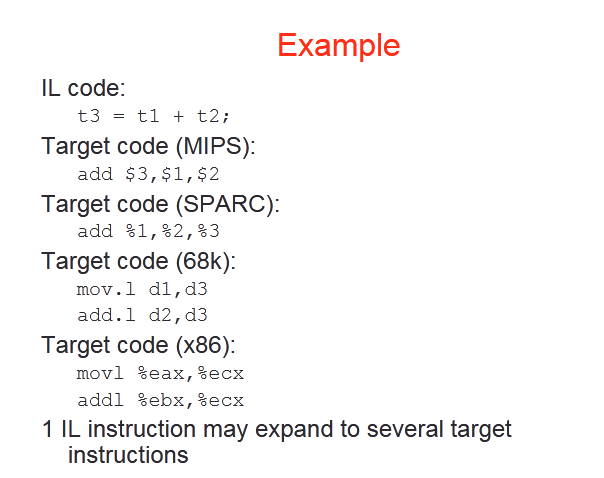 Example
IL code:
t3 = t1 + t2;
Target code (MIPS):
add $3,$1,$2
Target code (SPARC):
add %1,%2,%3
Target code (68k):
mov.l d1,d3
add.l d2,d3
Target code (x86):
movl %eax,%ecx
addl %ebx,%ecx
1 IL instruction may expand to several target
instructions